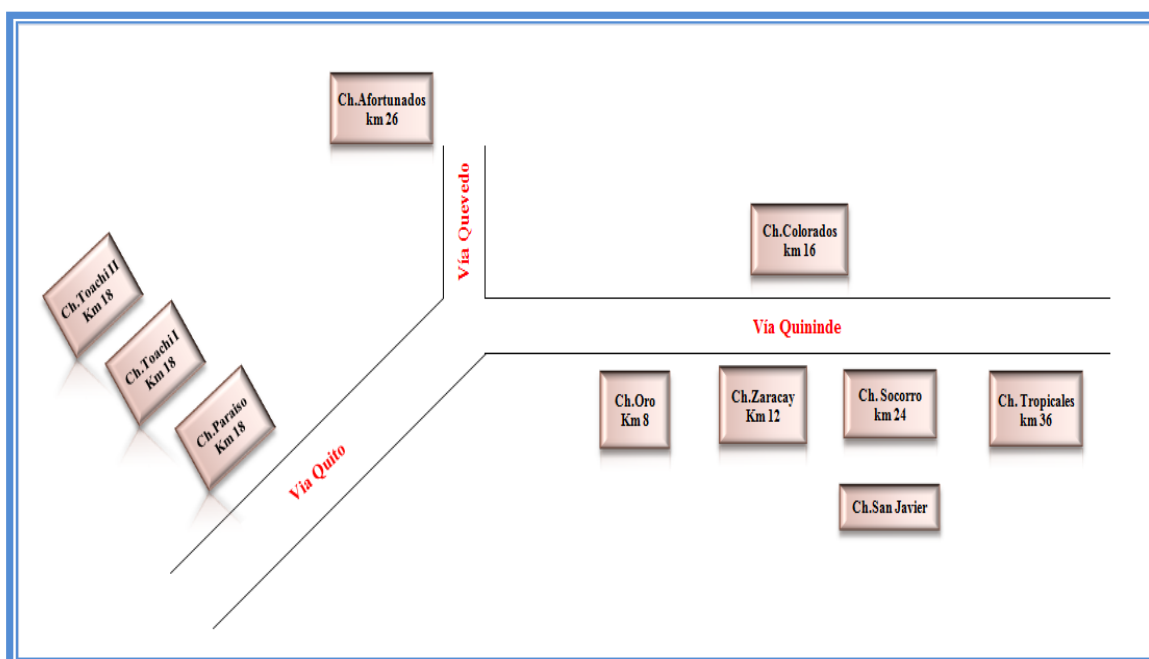 Ch.Afortunados
km 26
Vía Quevedo
Ch.Colorados
km 16
Ch.Toachi II
Km 18
Ch.Toachi I
Km 18
Ch.Paraiso
Km 18
Vía Quininde
Ch.Oro
Km 8
Ch.Zaracay
Km 12
Ch. Socorro
km 24
Ch. Tropicales
km 36
Via Quito
Ch.San Javier